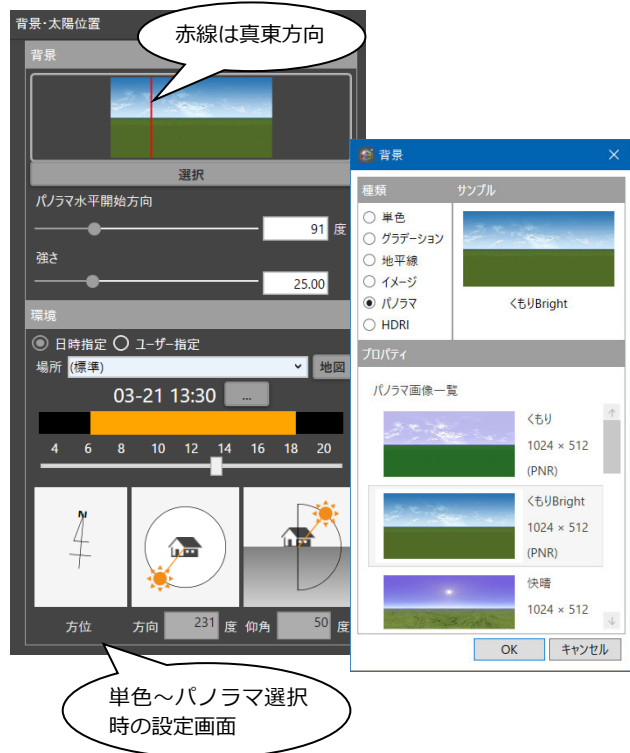 背景・太陽位置
赤線は真東方向
背景
選択
パノラマ水平開始方向
91 度
強さ
25.00
環境
日時指定 ユーザー指定
場所 (標準) 地図
03-21 13:30 ...
4 6 8 10 12 14 16 18 20
N
方位 方向 231 度 仰角 50 度
単色～パノラマ選択
時の設定画面
背景
種類 サンプル
単色
グラデーション
地平線
イメージ
パノラマ
HDRI
くもりBright
プロパティ
パノラマ画像一覧
くもり
1024 × 512
(PNR)
くもりBright
1024 × 512
(PNR)
快晴
1024 × 512
OK キャンセル